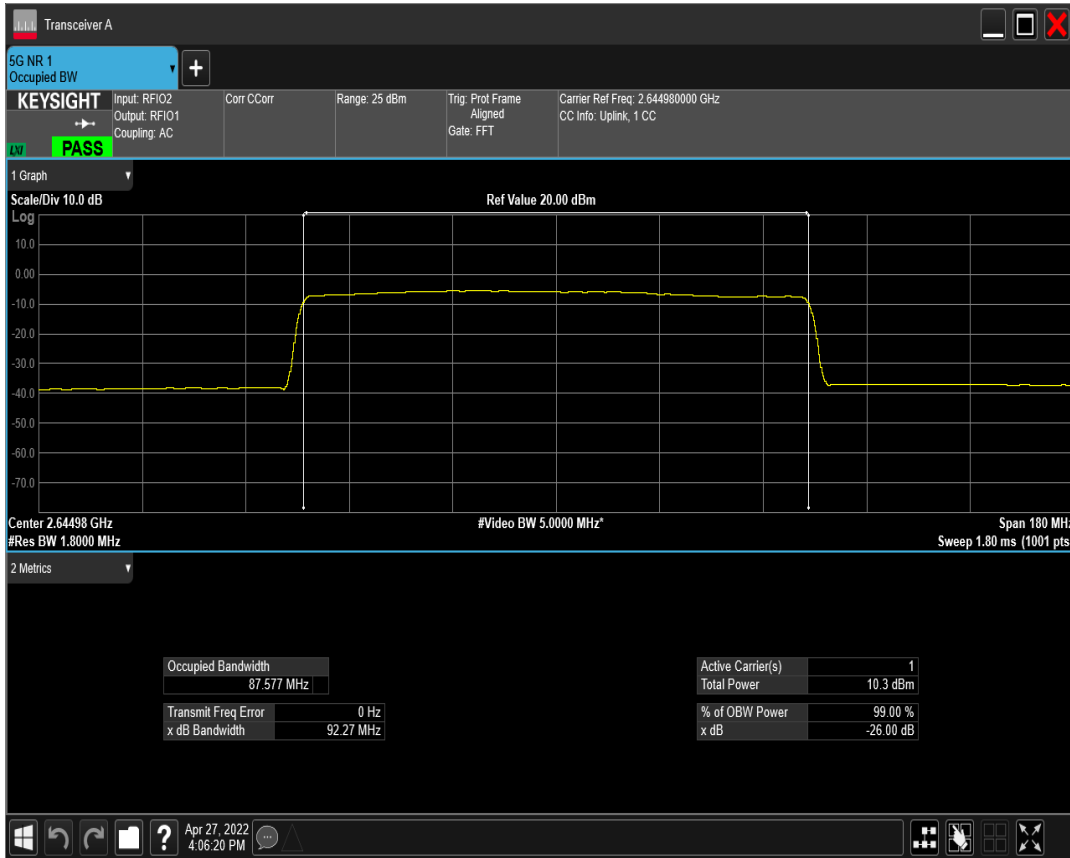 Transceiver A
5G NR 1
Occupied BW
+
KEYSIGHT
LXI
PASS
Input: RFIO2
Output: RFIO1
Coupling: AC
Corr CCorr
Range: 25 dBm
Trig: Prot Frame
Aligned
Gate: FFT
Carrier Ref Freq: 2.644980000 GHz
CC Info: Uplink, 1 CC
1 Graph
Scale/Div 10.0 dB
Ref Value 20.00 dBm
Log
10.0
0.00
-10.0
-20.0
-30.0
-40.0
-50.0
-60.0
-70.0
Center 2.64498 GHz
#Video BW 5.0000 MHz*
Span 180 MHz
#Res BW 1.8000 MHz
Sweep 1.80 ms (1001 pts
2 Metrics
Occupied Bandwidth
87.577 MHz
Transmit Freq Error 0 Hz
x dB Bandwidth 92.27 MHz
Active Carrier(s) 1
Total Power 10.3 dBm
% of OBW Power 99.00 %
x dB -26.00 dB
?
Apr 27, 2022
4:06:20 PM